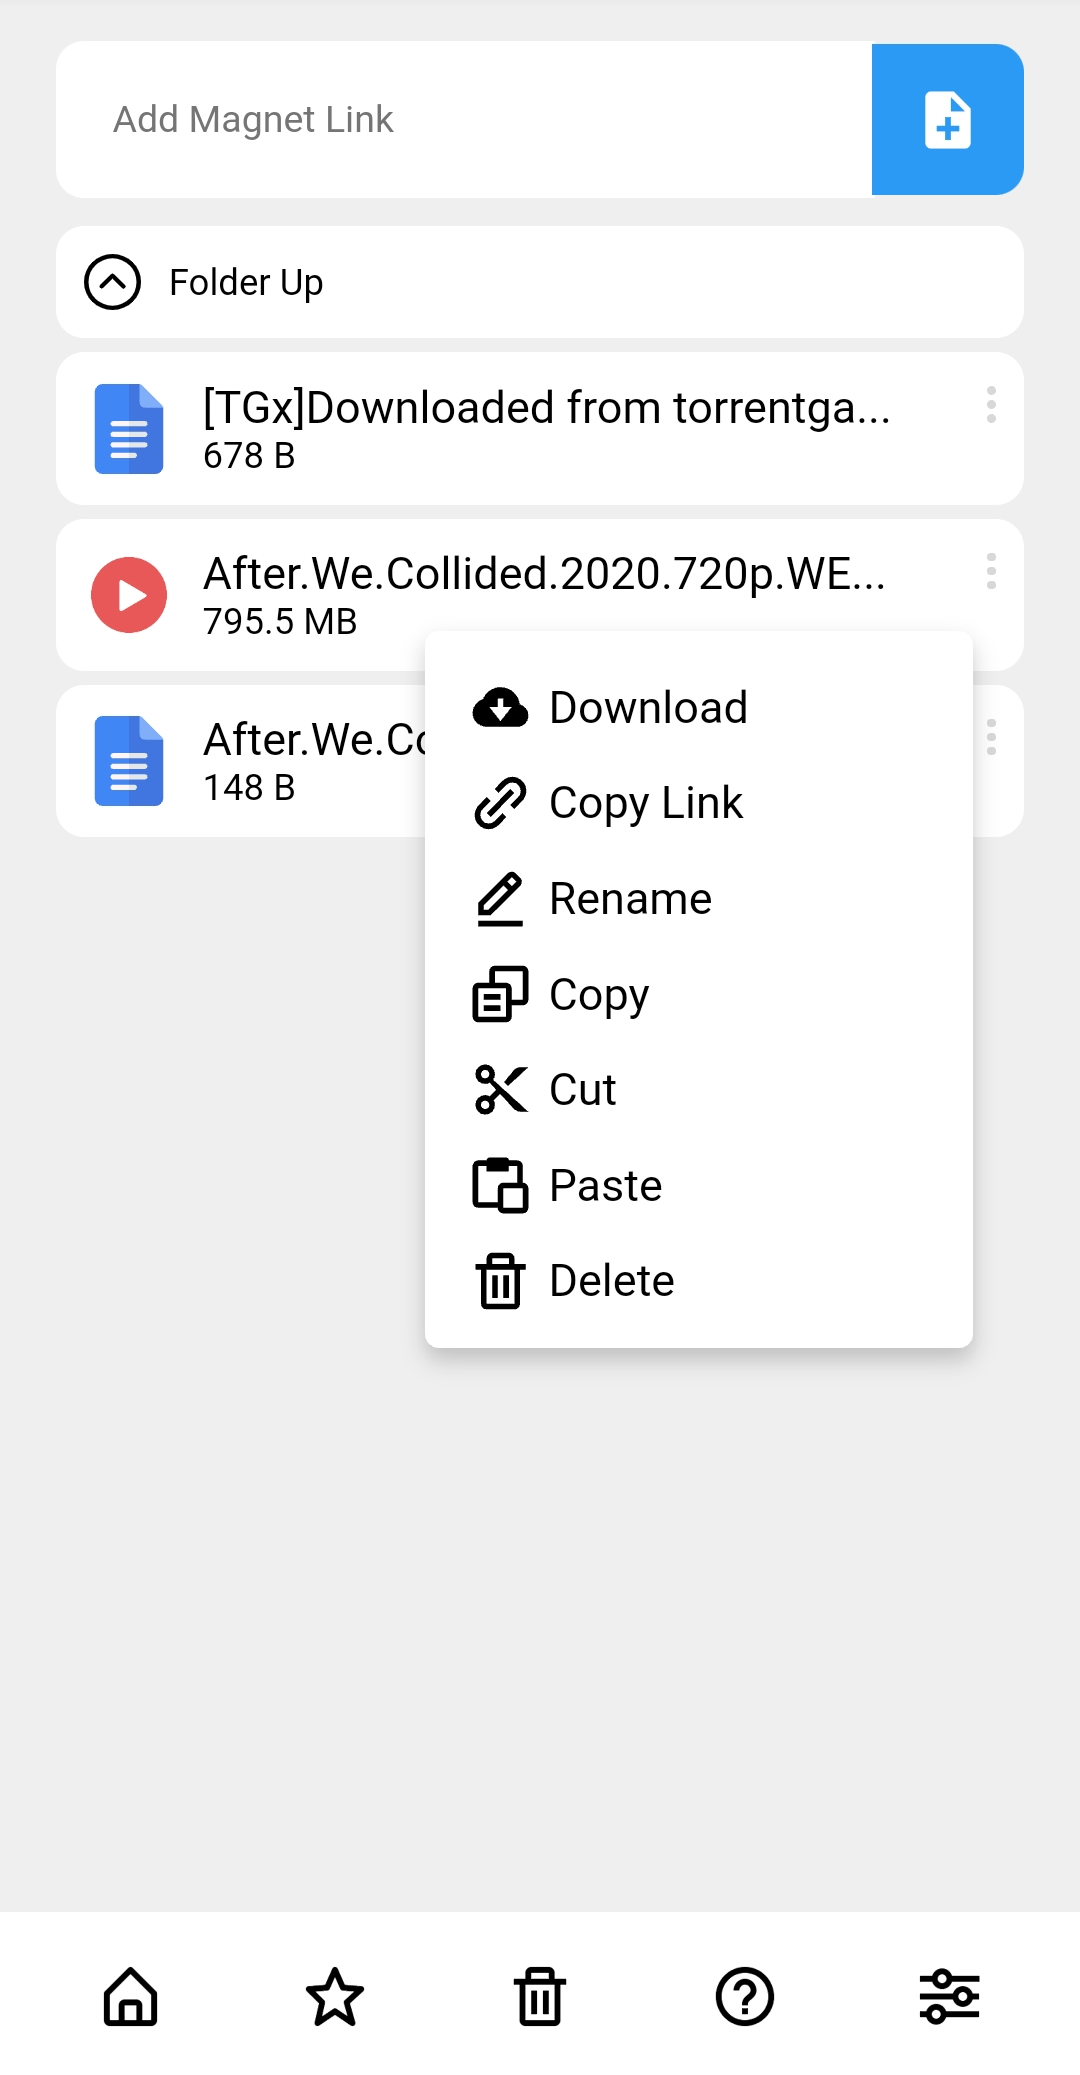 Add Magnet Link
Folder Up
[TGx]Downloaded from torrentga...
678 B
After.We.Collided.2020.720p.WE...
795.5 MB
After.We.Co
148 B
Download
Copy Link
Rename
Copy
Cut
Paste
Delete